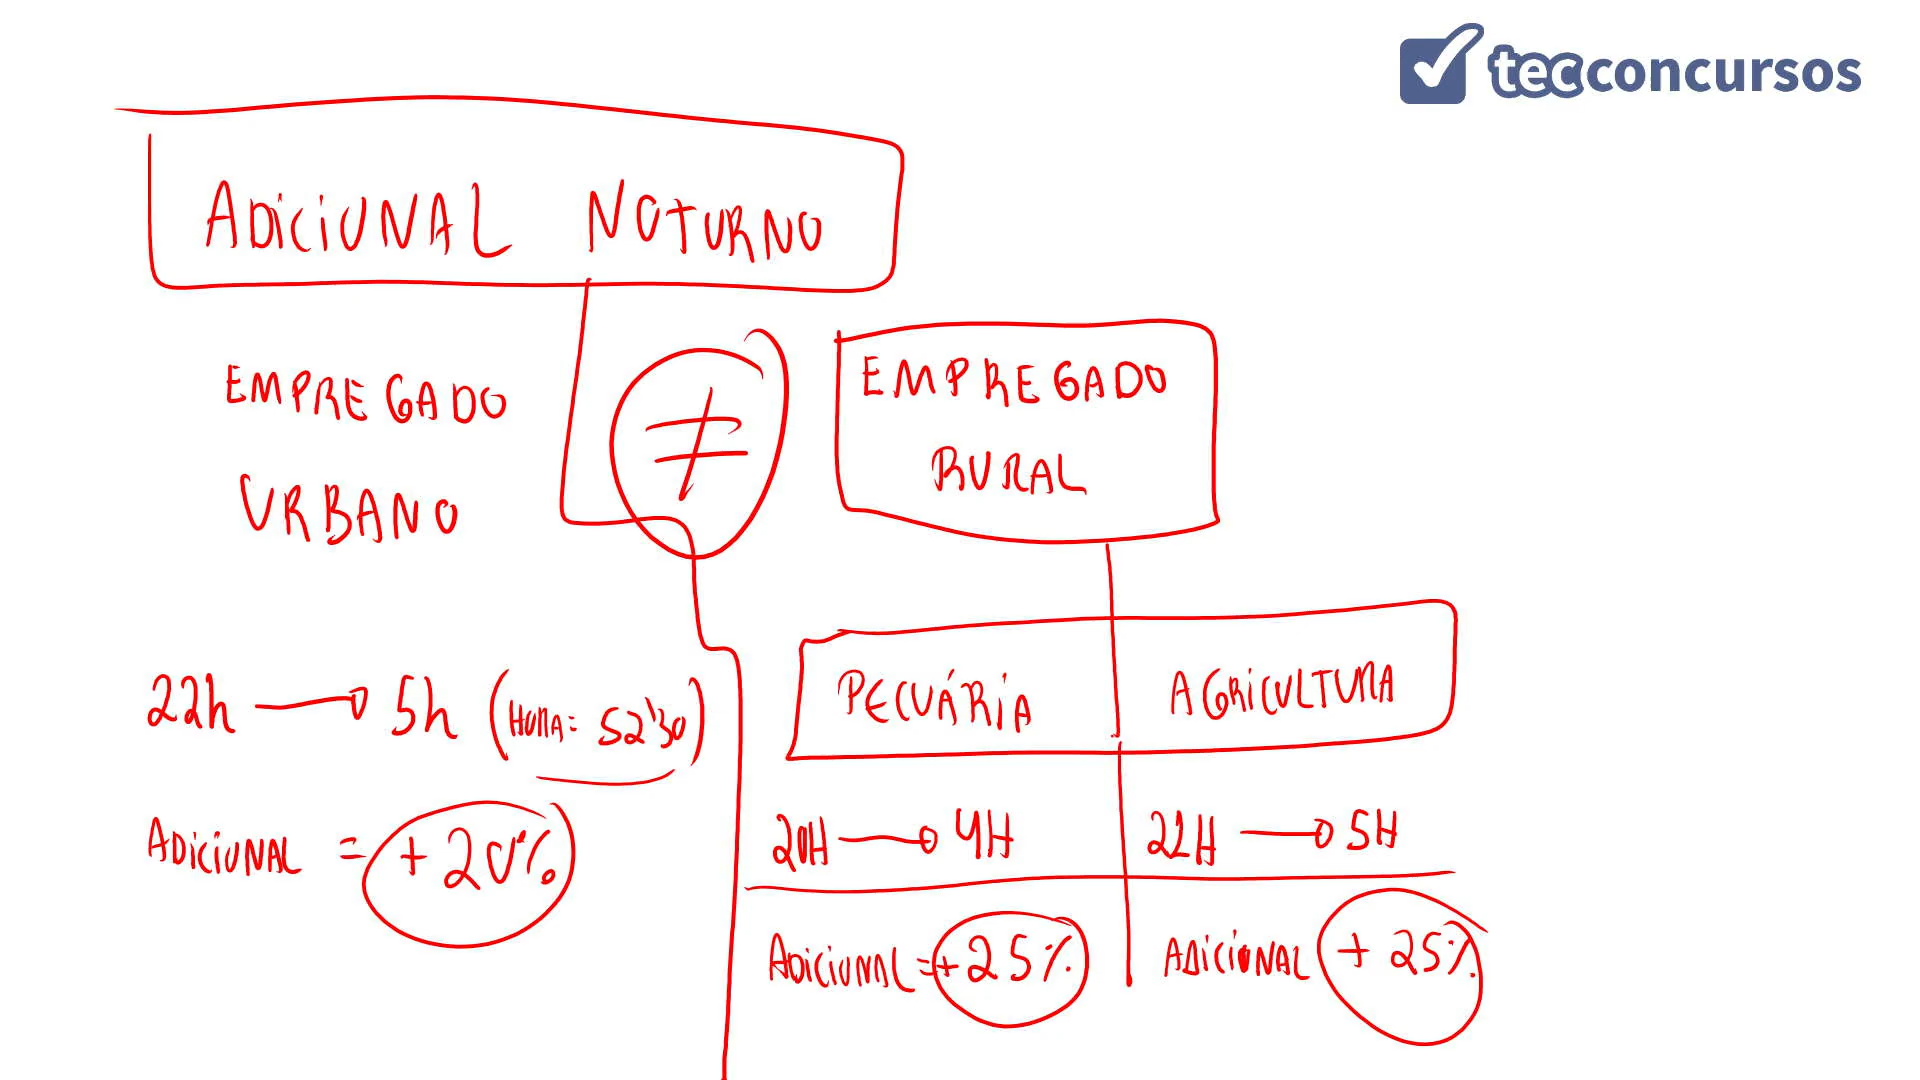 tecconcursos
ADICIONAL NOTURNO
EMPREGADO
URBANO
≠
EMPREGADO
RURAL
22h → 5h (HORA = 52'30)
ADICIONAL = +20%
PECUÁRIA
AGRICULTURA
20H → 4H
22H → 5H
ADICIONAL = +25%
ADICIONAL +25%